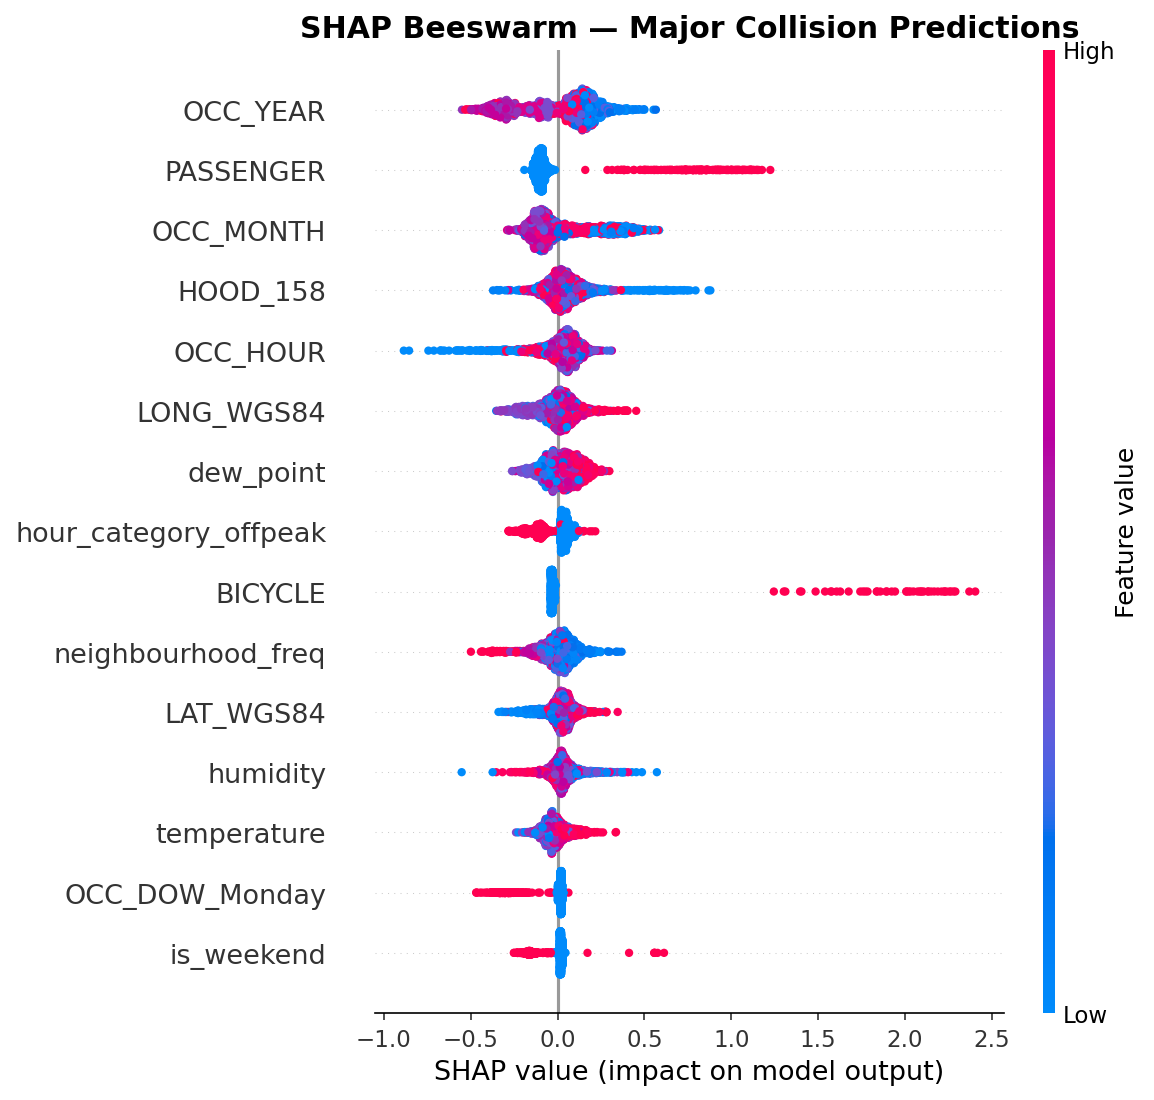 SHAP Beeswarm — Major Collision Predictions
High
OCC_YEAR
PASSENGER
OCC_MONTH
HOOD_158
OCC_HOUR
LONG_WGS84
dew_point
hour_category_offpeak
BICYCLE
neighbourhood_freq
LAT_WGS84
humidity
temperature
OCC_DOW_Monday
is_weekend
Feature value
Low
−1.0 −0.5 0.0 0.5 1.0 1.5 2.0 2.5
SHAP value (impact on model output)